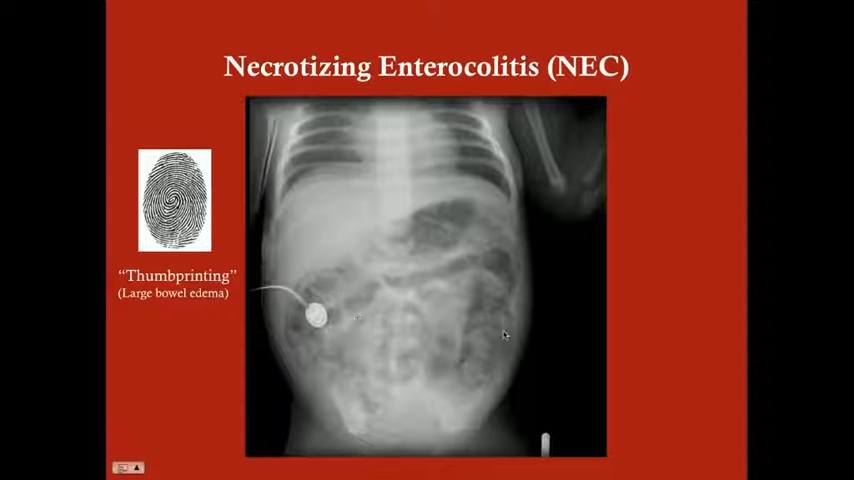 Necrotizing Enterocolitis (NEC)
“Thumbprinting”
(Large bowel edema)